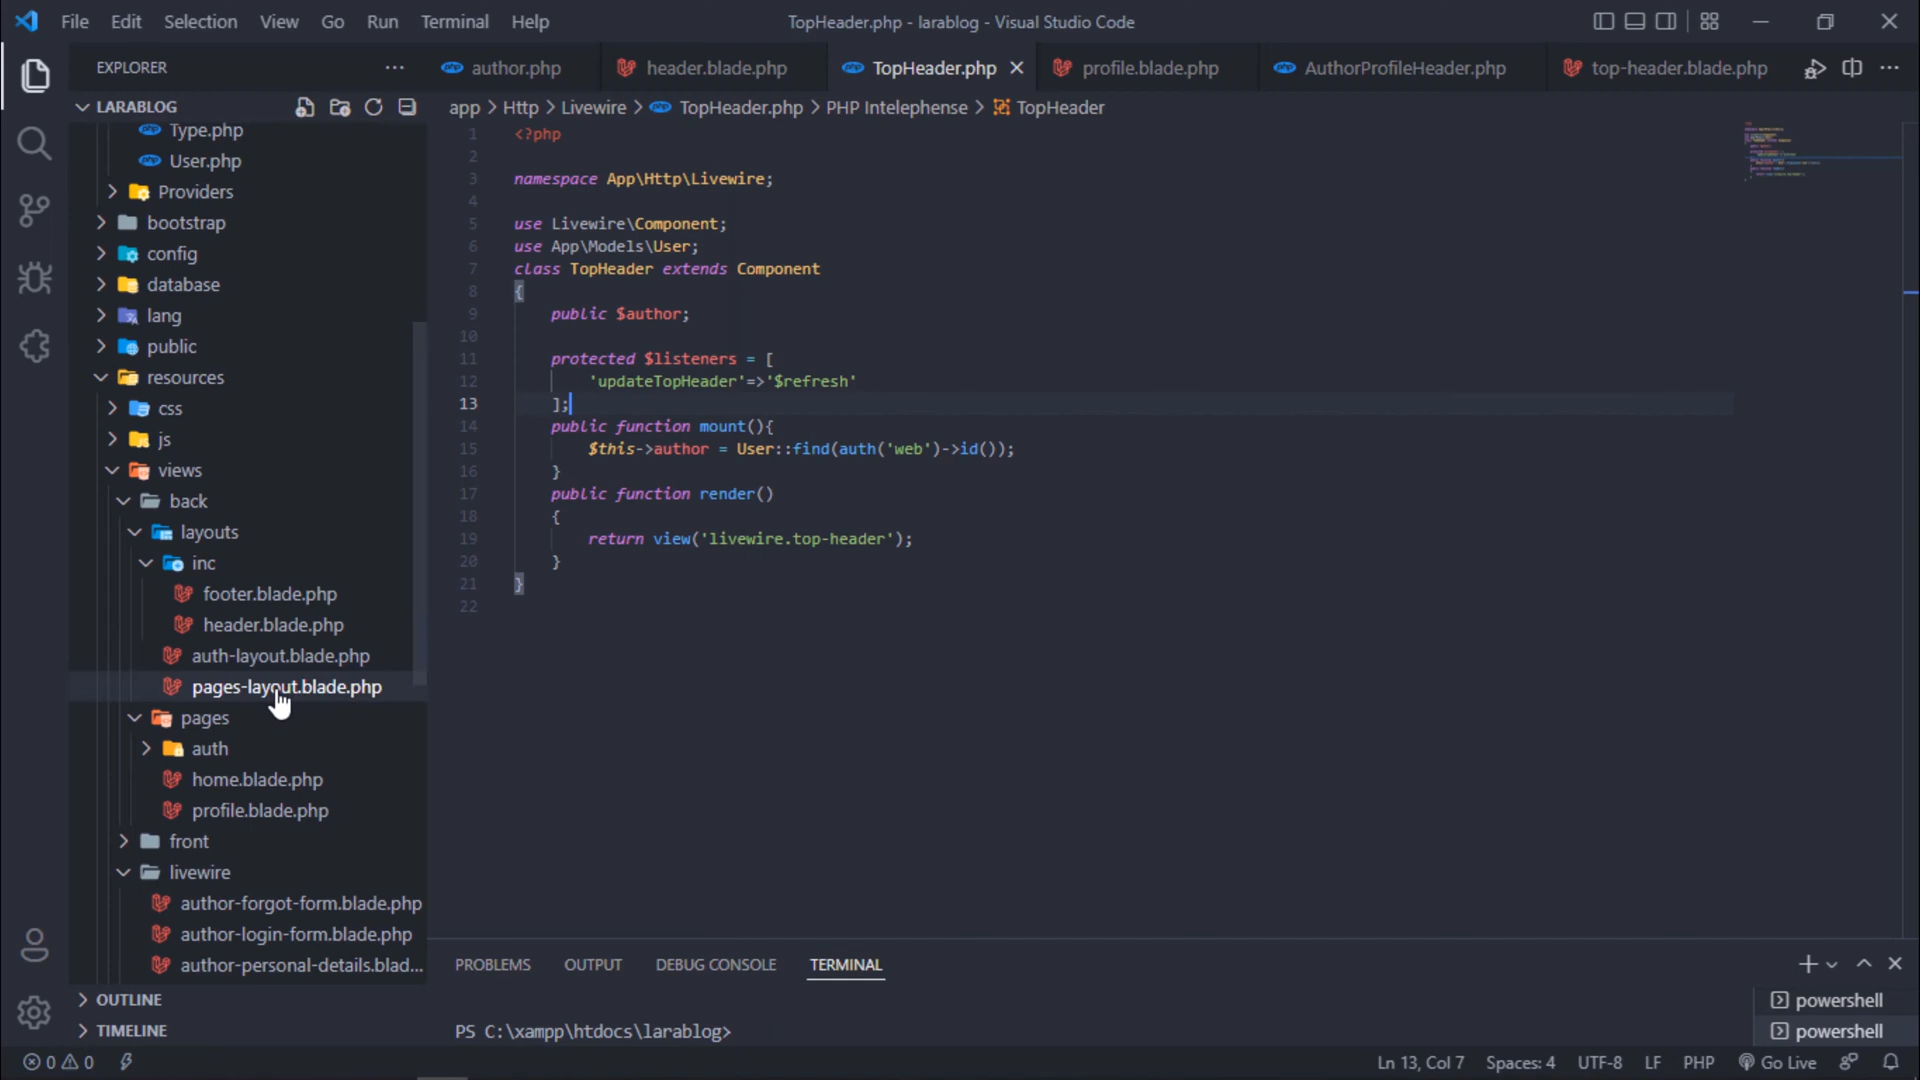 File Edit Selection View Go Run Terminal Help
TopHeader.php - larablog - Visual Studio Code
EXPLORER
LARABLOG
Type.php
User.php
Providers
bootstrap
config
database
lang
public
resources
css
js
views
back
layouts
inc
footer.blade.php
header.blade.php
auth-layout.blade.php
pages-layout.blade.php
pages
auth
home.blade.php
profile.blade.php
front
livewire
author-forgot-form.blade.php
author-login-form.blade.php
author-personal-details.blad...
OUTLINE
TIMELINE
author.php header.blade.php TopHeader.php profile.blade.php AuthorProfileHeader.php top-header.blade.php
app > Http > Livewire > TopHeader.php > PHP Intelephense > TopHeader
1 <?php
2
3 namespace App\Http\Livewire;
4
5 use Livewire\Component;
6 use App\Models\User;
7 class TopHeader extends Component
8 {
9 public $author;
10
11 protected $listeners = [
12 'updateTopHeader'=>'$refresh'
13 ];
14 public function mount(){
15 $this->author = User::find(auth('web')->id());
16 }
17 public function render()
18 {
19 return view('livewire.top-header');
20 }
21 }
22
PROBLEMS OUTPUT DEBUG CONSOLE TERMINAL
PS C:\xampp\htdocs\larablog>
powershell
powershell
0 0
Ln 13, Col 7 Spaces: 4 UTF-8 LF PHP Go Live